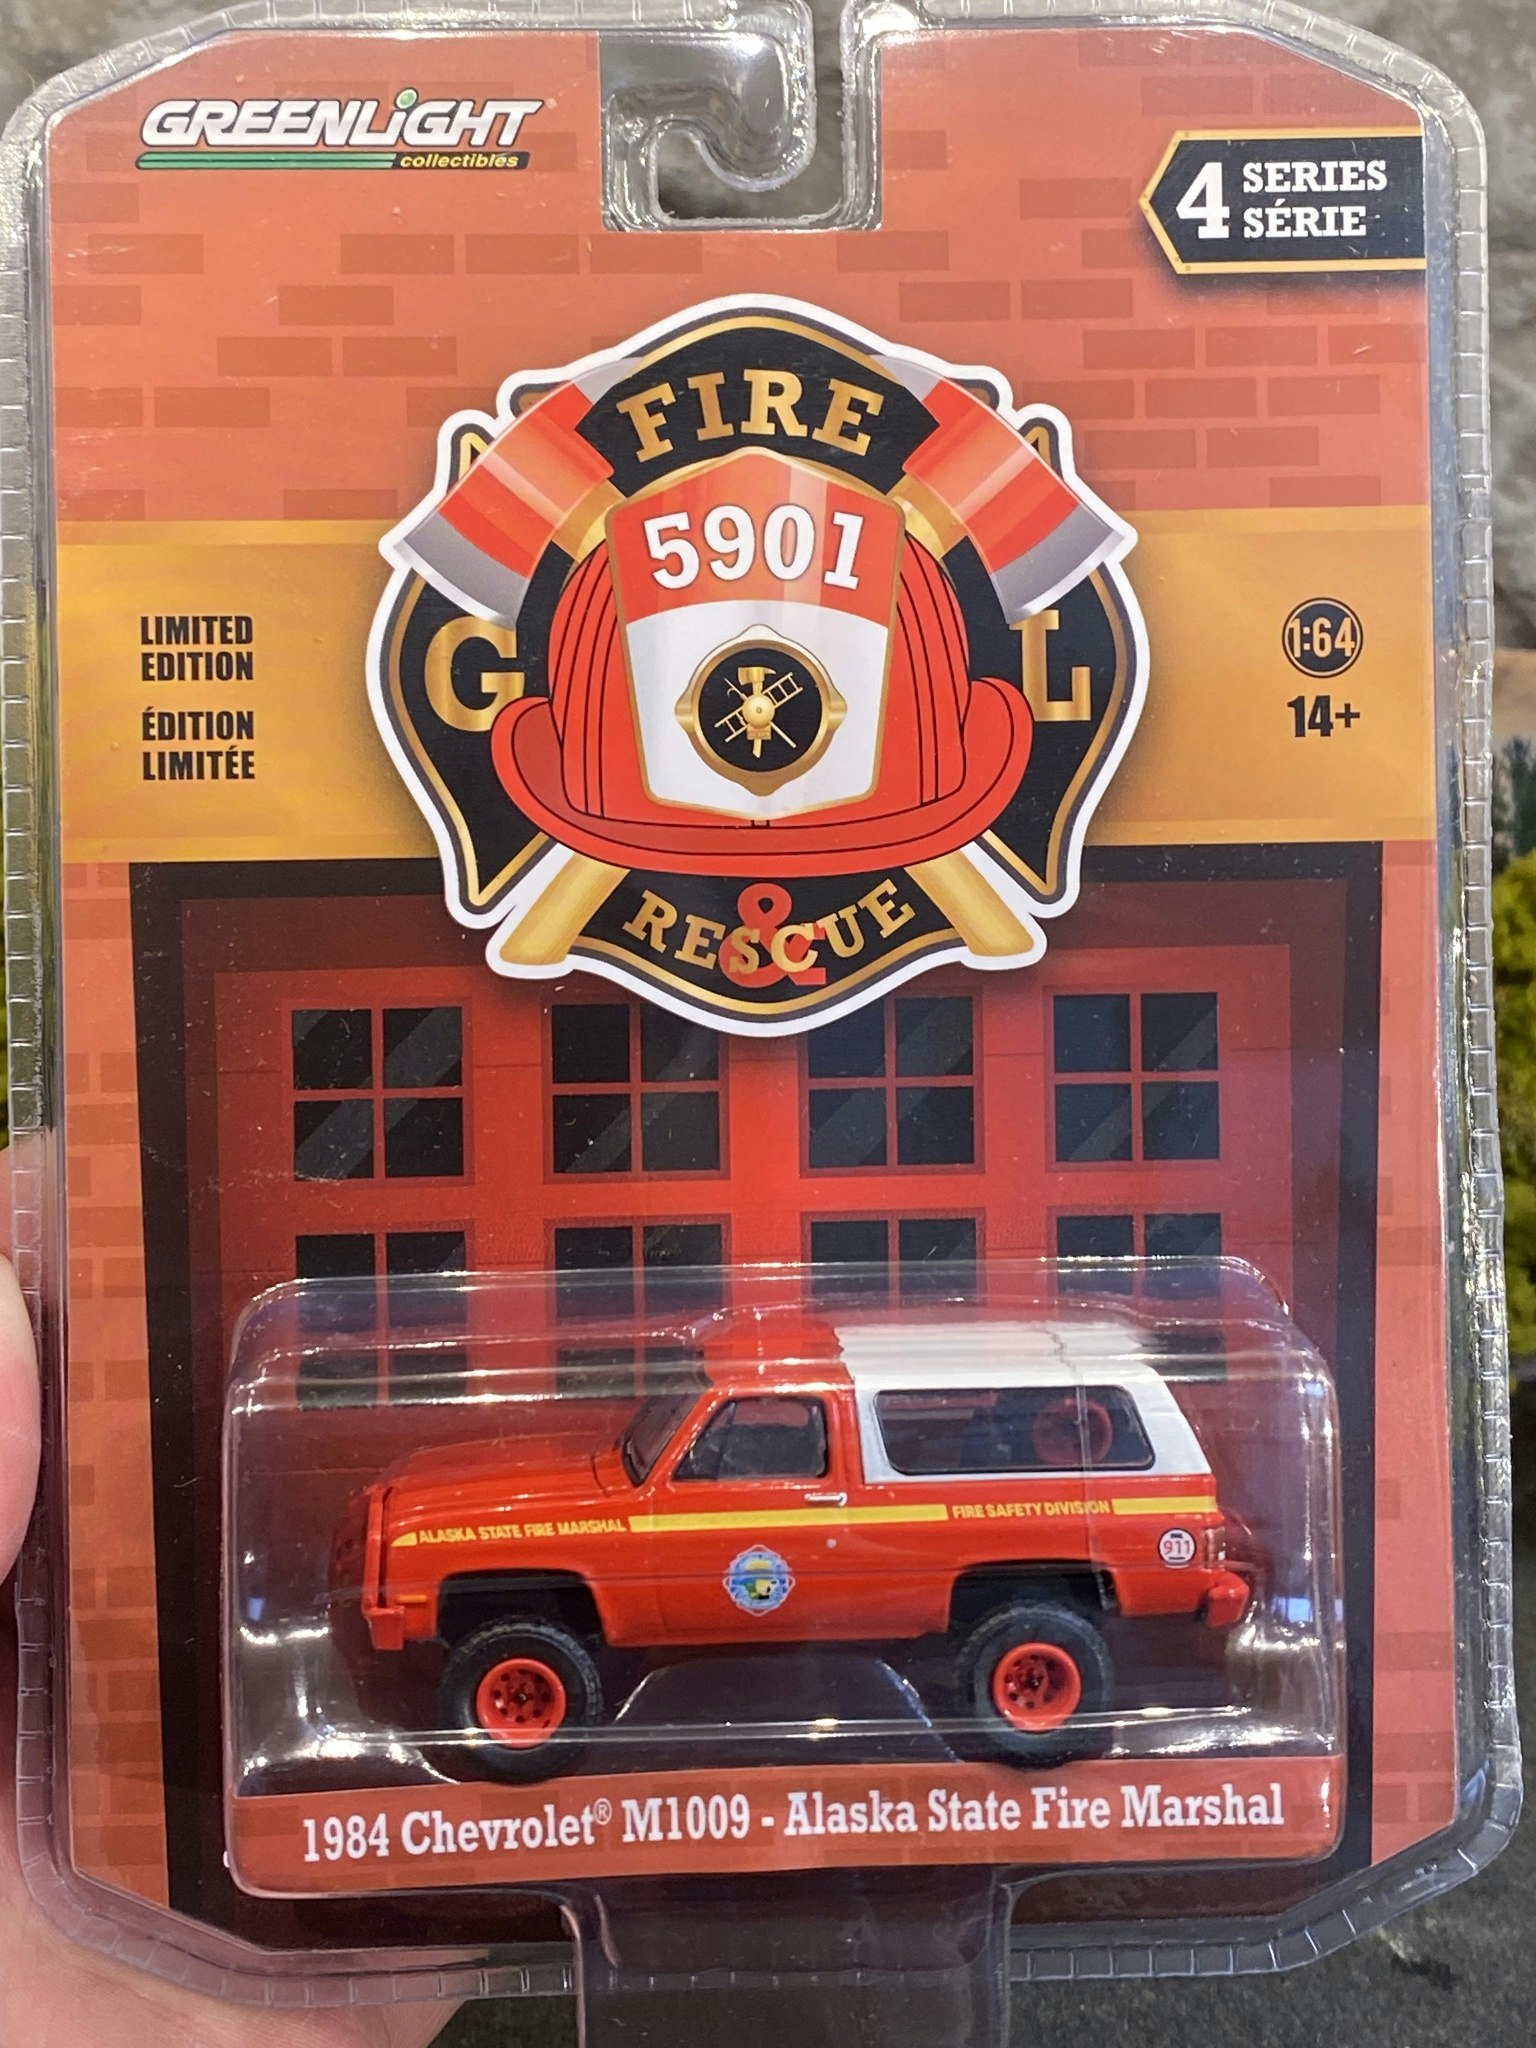 GREENLiGHT
collectibles
4 SERIES
SÉRIE
FIRE
5901
G L
LIMITED
EDITION
ÉDITION
LIMITÉE
1:64
14+
&
RESCUE
ALASKA STATE FIRE MARSHAL
FIRE SAFETY DIVISION
911
1984 Chevrolet® M1009 - Alaska State Fire Marshal